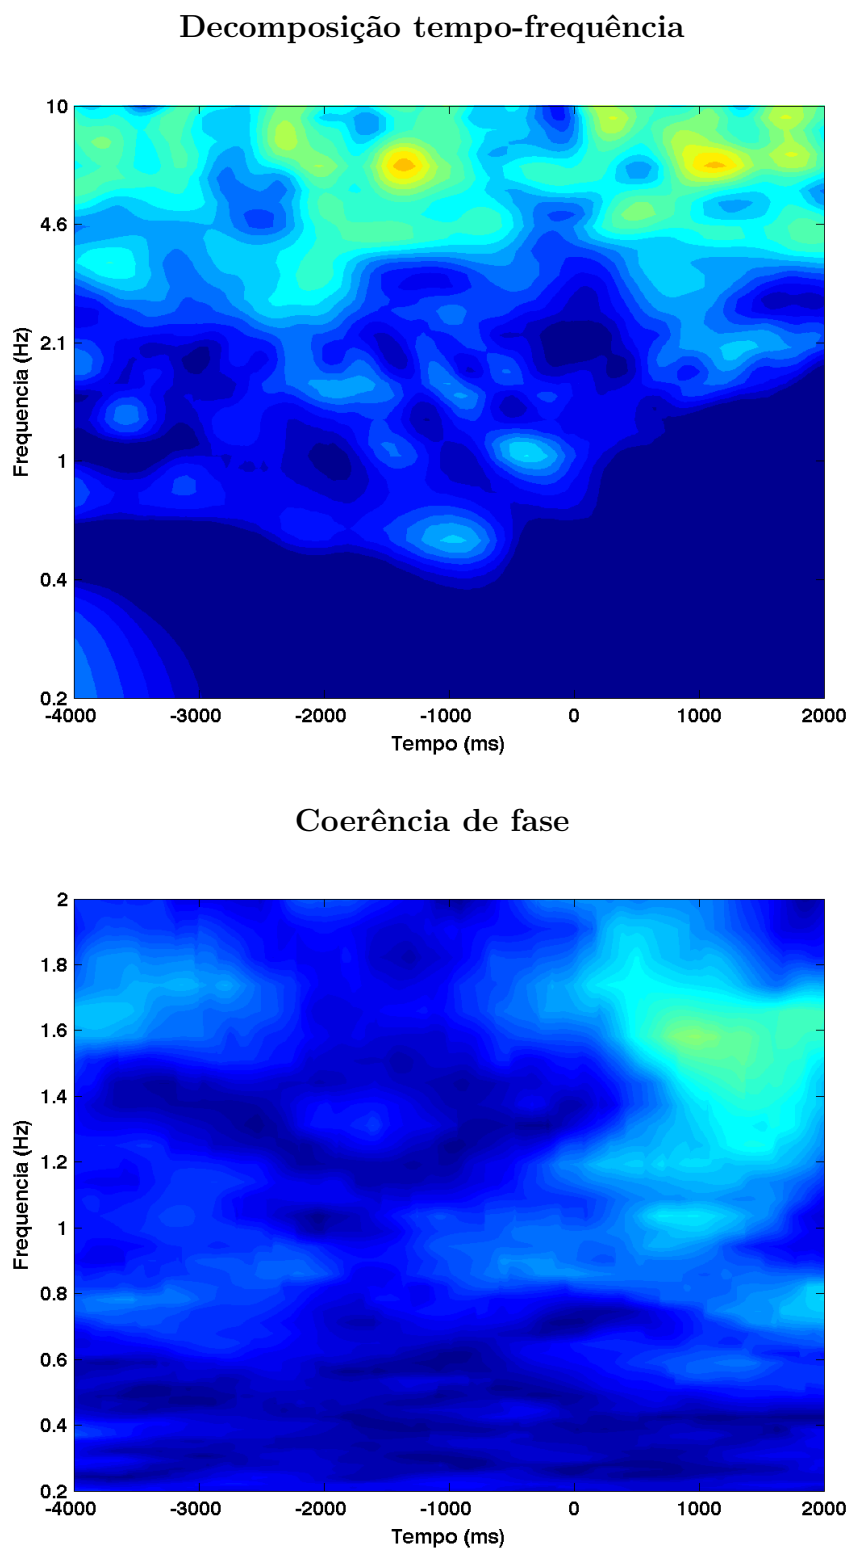 Decomposição tempo-frequência
10
4.6
2.1
1
0.4
0.2
Frequencia (Hz)
-4000 -3000 -2000 -1000 0 1000 2000
Tempo (ms)
Coerência de fase
2
1.8
1.6
1.4
1.2
1
0.8
0.6
0.4
0.2
Frequencia (Hz)
-4000 -3000 -2000 -1000 0 1000 2000
Tempo (ms)